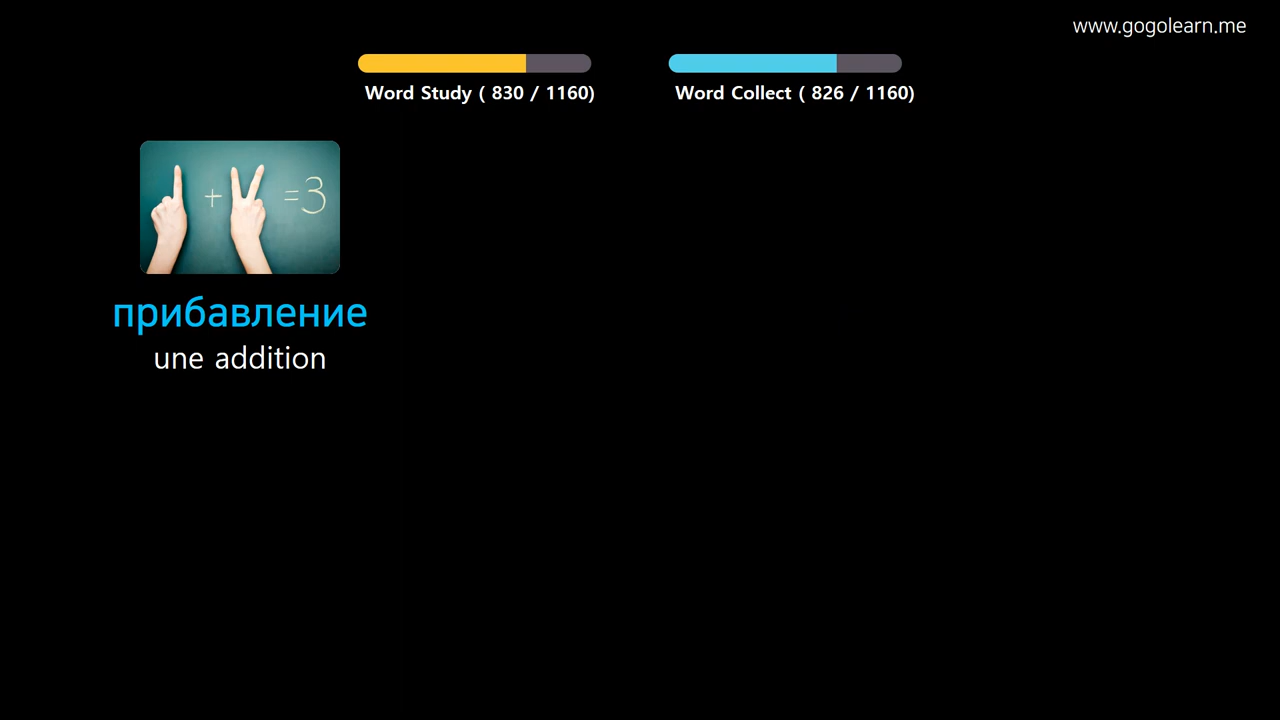 www.gogolearn.me
Word Study ( 830 / 1160)
Word Collect ( 826 / 1160)
+ =3
прибавление
une addition